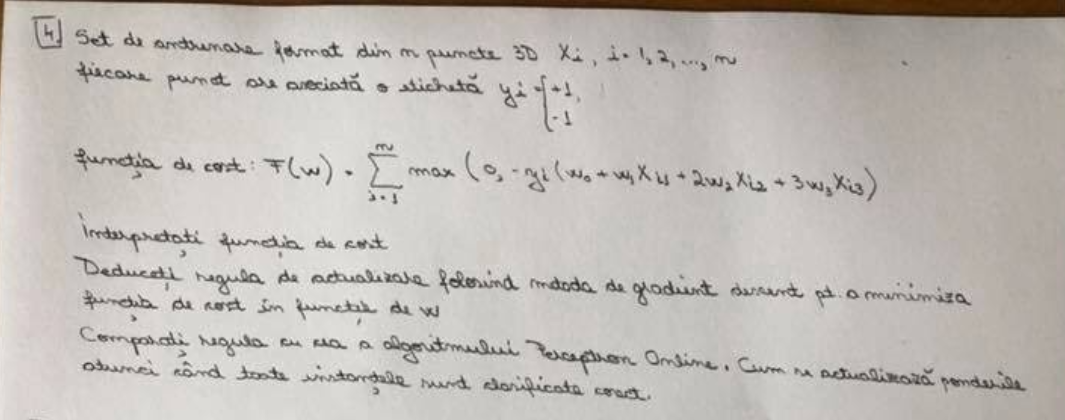 4. Set de antrenare format din n puncte 3D Xi, i = 1, 2, ..., n
fiecare punct are asociată o etichetă yi = { +1,
-1
funcția de cost: F(w) = ∑_{i=1}^{n} max (0, -yi (w0 + w1 Xi1 + 2w2 Xi2 + 3w3 Xi3)
Interpretați funcția de cost
Deduceți regula de actualizare folosind metoda de gradient descent pt. a minimiza
funcția de cost în funcție de w
Comparați regula cu cea a algoritmului Perceptron Online. Cum se actualizează ponderile
atunci când toate instanțele sunt clasificate corect.